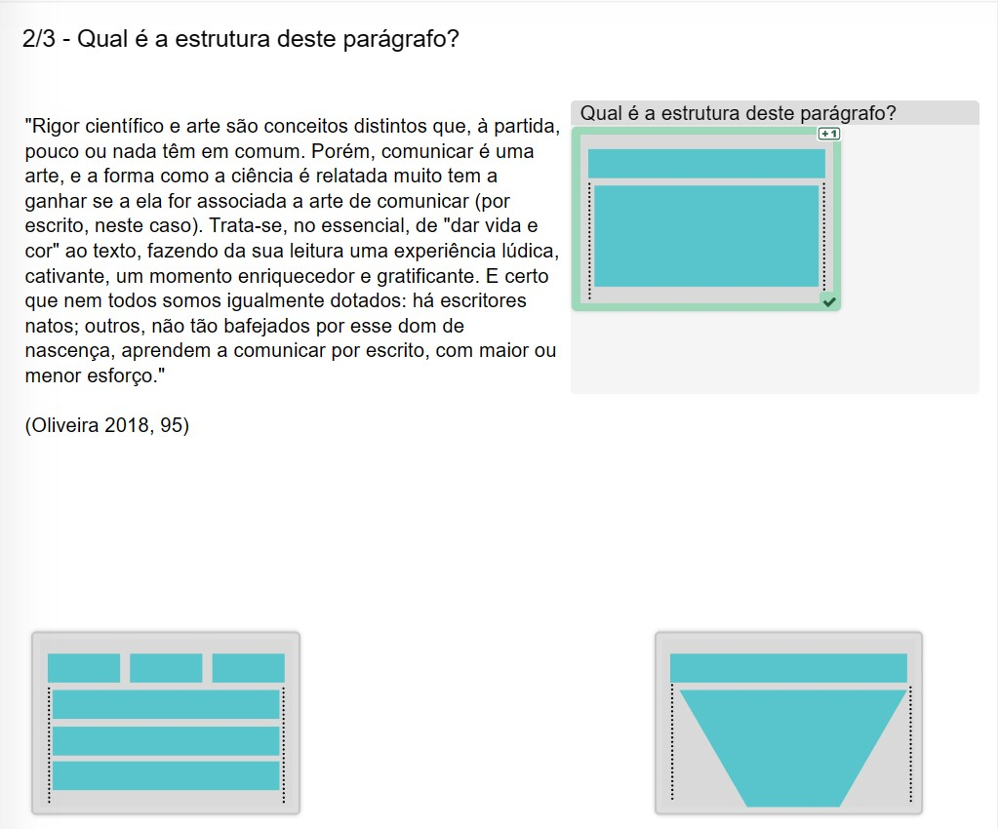 2/3 - Qual é a estrutura deste parágrafo?
"Rigor científico e arte são conceitos distintos que, à partida,
pouco ou nada têm em comum. Porém, comunicar é uma
arte, e a forma como a ciência é relatada muito tem a
ganhar se a ela for associada a arte de comunicar (por
escrito, neste caso). Trata-se, no essencial, de "dar vida e
cor" ao texto, fazendo da sua leitura uma experiência lúdica,
cativante, um momento enriquecedor e gratificante. E certo
que nem todos somos igualmente dotados: há escritores
natos; outros, não tão bafejados por esse dom de
nascença, aprendem a comunicar por escrito, com maior ou
menor esforço."
(Oliveira 2018, 95)
Qual é a estrutura deste parágrafo?
+1